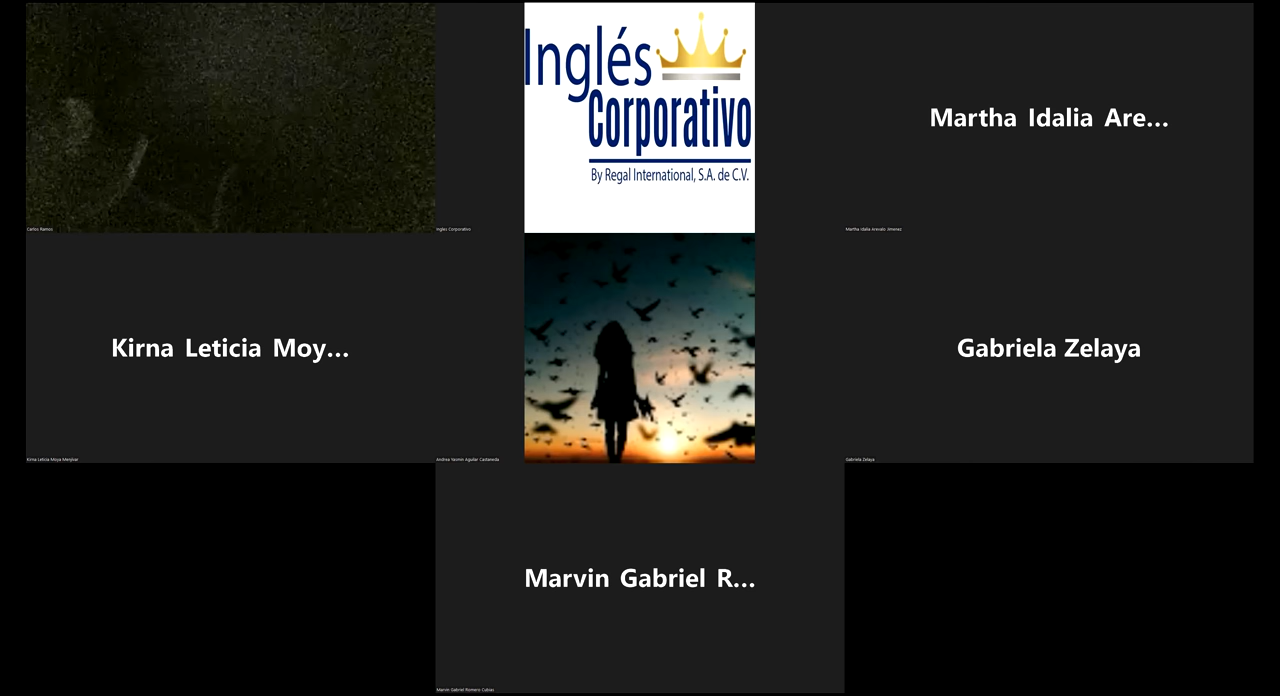 Inglés
Corporativo
By Regal International, S.A. de C.V.
Martha Idalia Are...
Carlos Ramos
Inglés Corporativo
Martha Idalia Arevalo Jimenez
Kirna Leticia Moy...
Gabriela Zelaya
Kirna Leticia Moya Menjivar
Andrea Yasmin Aguilar Castaneda
Gabriela Zelaya
Marvin Gabriel R...
Marvin Gabriel Romero Cubias